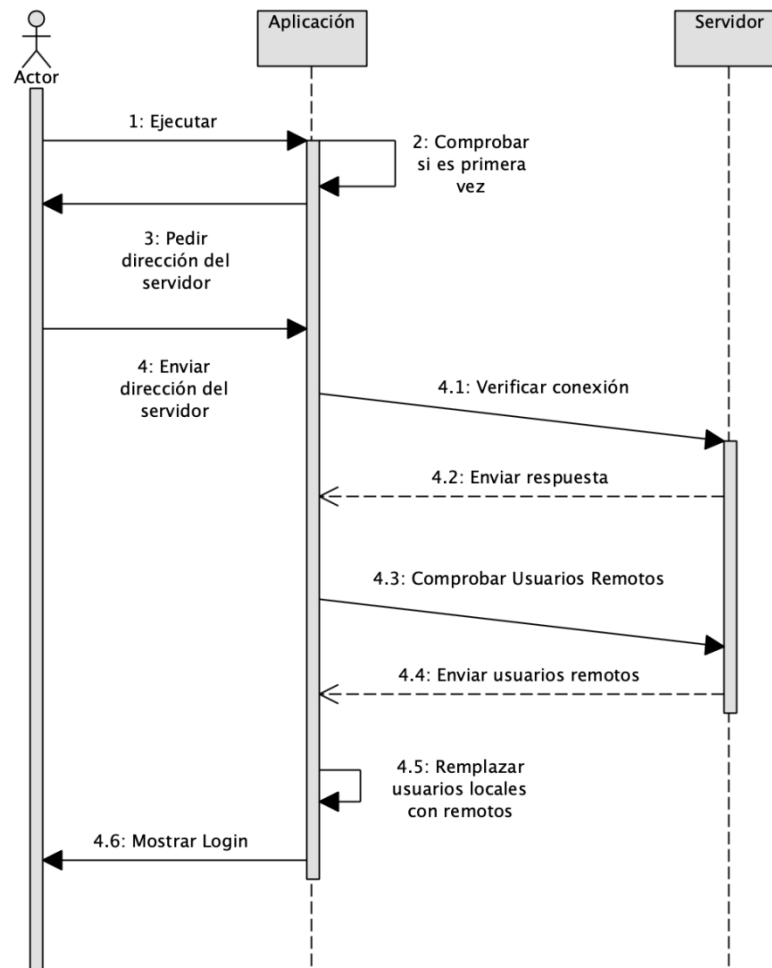 Aplicación
Servidor
Actor
1: Ejecutar
2: Comprobar
si es primera
vez
3: Pedir
dirección del
servidor
4: Enviar
dirección del
servidor
4.1: Verificar conexión
4.2: Enviar respuesta
4.3: Comprobar Usuarios Remotos
4.4: Enviar usuarios remotos
4.5: Remplazar
usuarios locales
con remotos
4.6: Mostrar Login